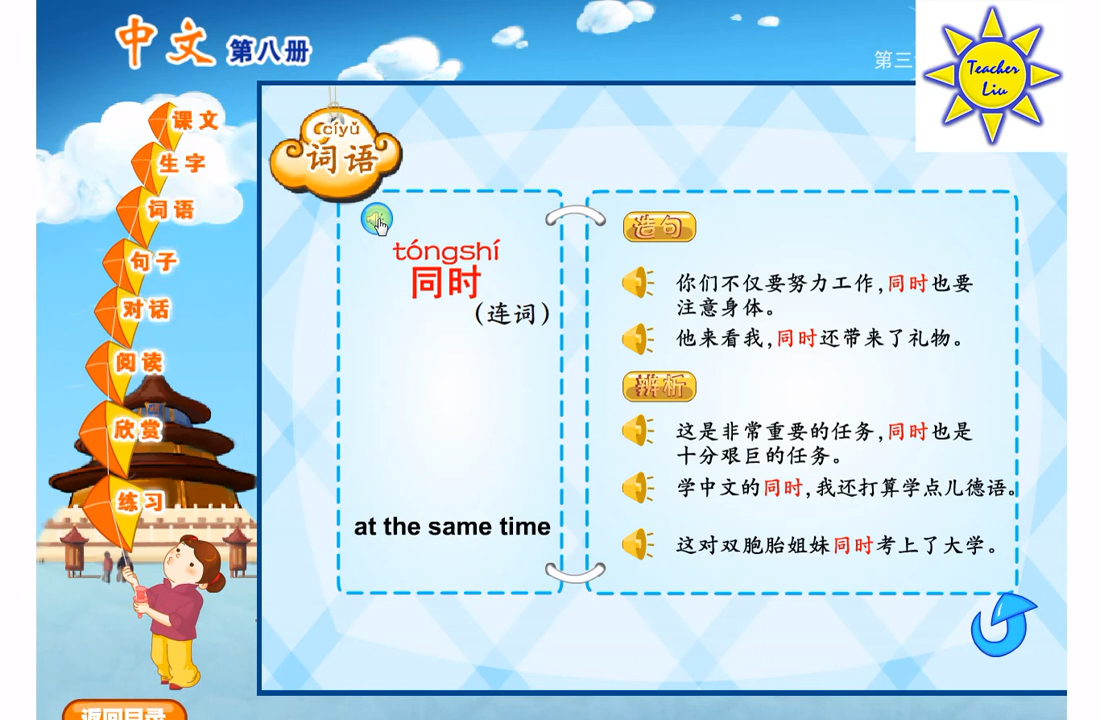 中文 第八册
第三
Teacher
Liu
课文
生字
词语
句子
对话
阅读
欣赏
练习
返回目录
cíyǔ
词语
tóngshí
同时
(连词)
at the same time
造句
你们不仅要努力工作,同时也要
注意身体。
他来看我,同时还带来了礼物。
辨析
这是非常重要的任务,同时也是
十分艰巨的任务。
学中文的同时,我还打算学点儿德语。
这对双胞胎姐妹同时考上了大学。